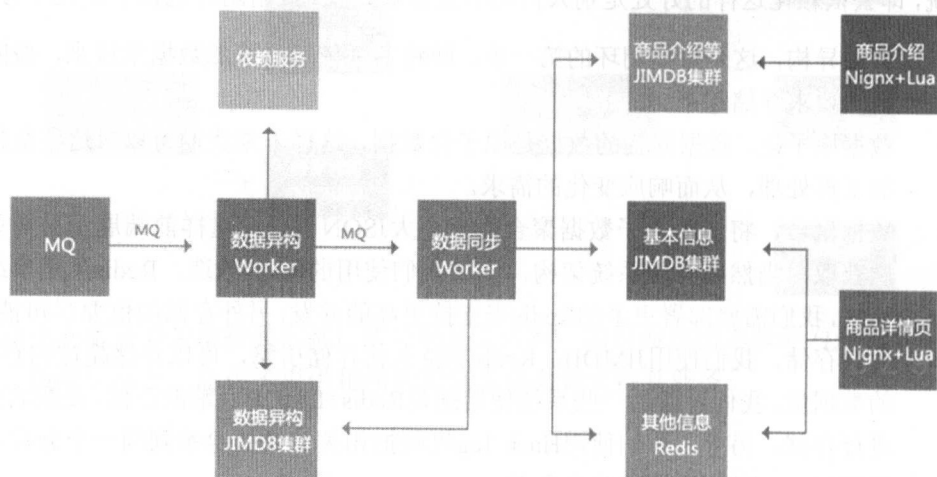 依赖服务
商品介绍等
JIMDB集群
商品介绍
Nignx+Lua
MQ
MQ
数据异构
Worker
MQ
数据同步
Worker
基本信息
JIMDB集群
商品详情页
Nignx+Lua
数据异构
JIMD8集群
其他信息
Redis